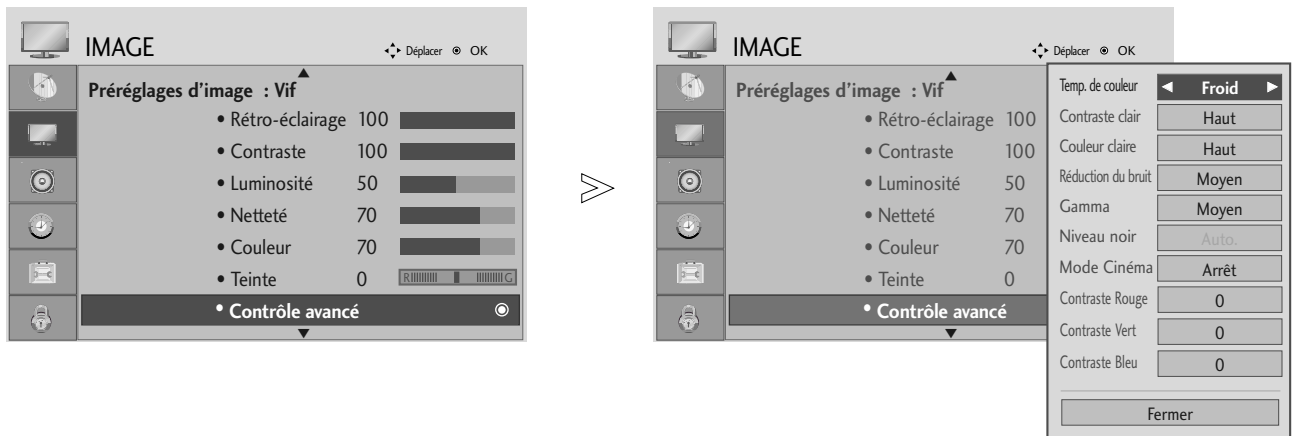 IMAGE
Déplacer OK
Préréglages d'image : Vif
• Rétro-éclairage 100
• Contraste 100
• Luminosité 50
• Netteté 70
• Couleur 70
• Teinte 0 R G
• Contrôle avancé
IMAGE
Déplacer OK
Préréglages d'image : Vif
• Rétro-éclairage 100
• Contraste 100
• Luminosité 50
• Netteté 70
• Couleur 70
• Teinte 0
• Contrôle avancé
Temp. de couleur Froid
Contraste clair Haut
Couleur claire Haut
Réduction du bruit Moyen
Gamma Moyen
Niveau noir Auto.
Mode Cinéma Arrêt
Contraste Rouge 0
Contraste Vert 0
Contraste Bleu 0
Fermer